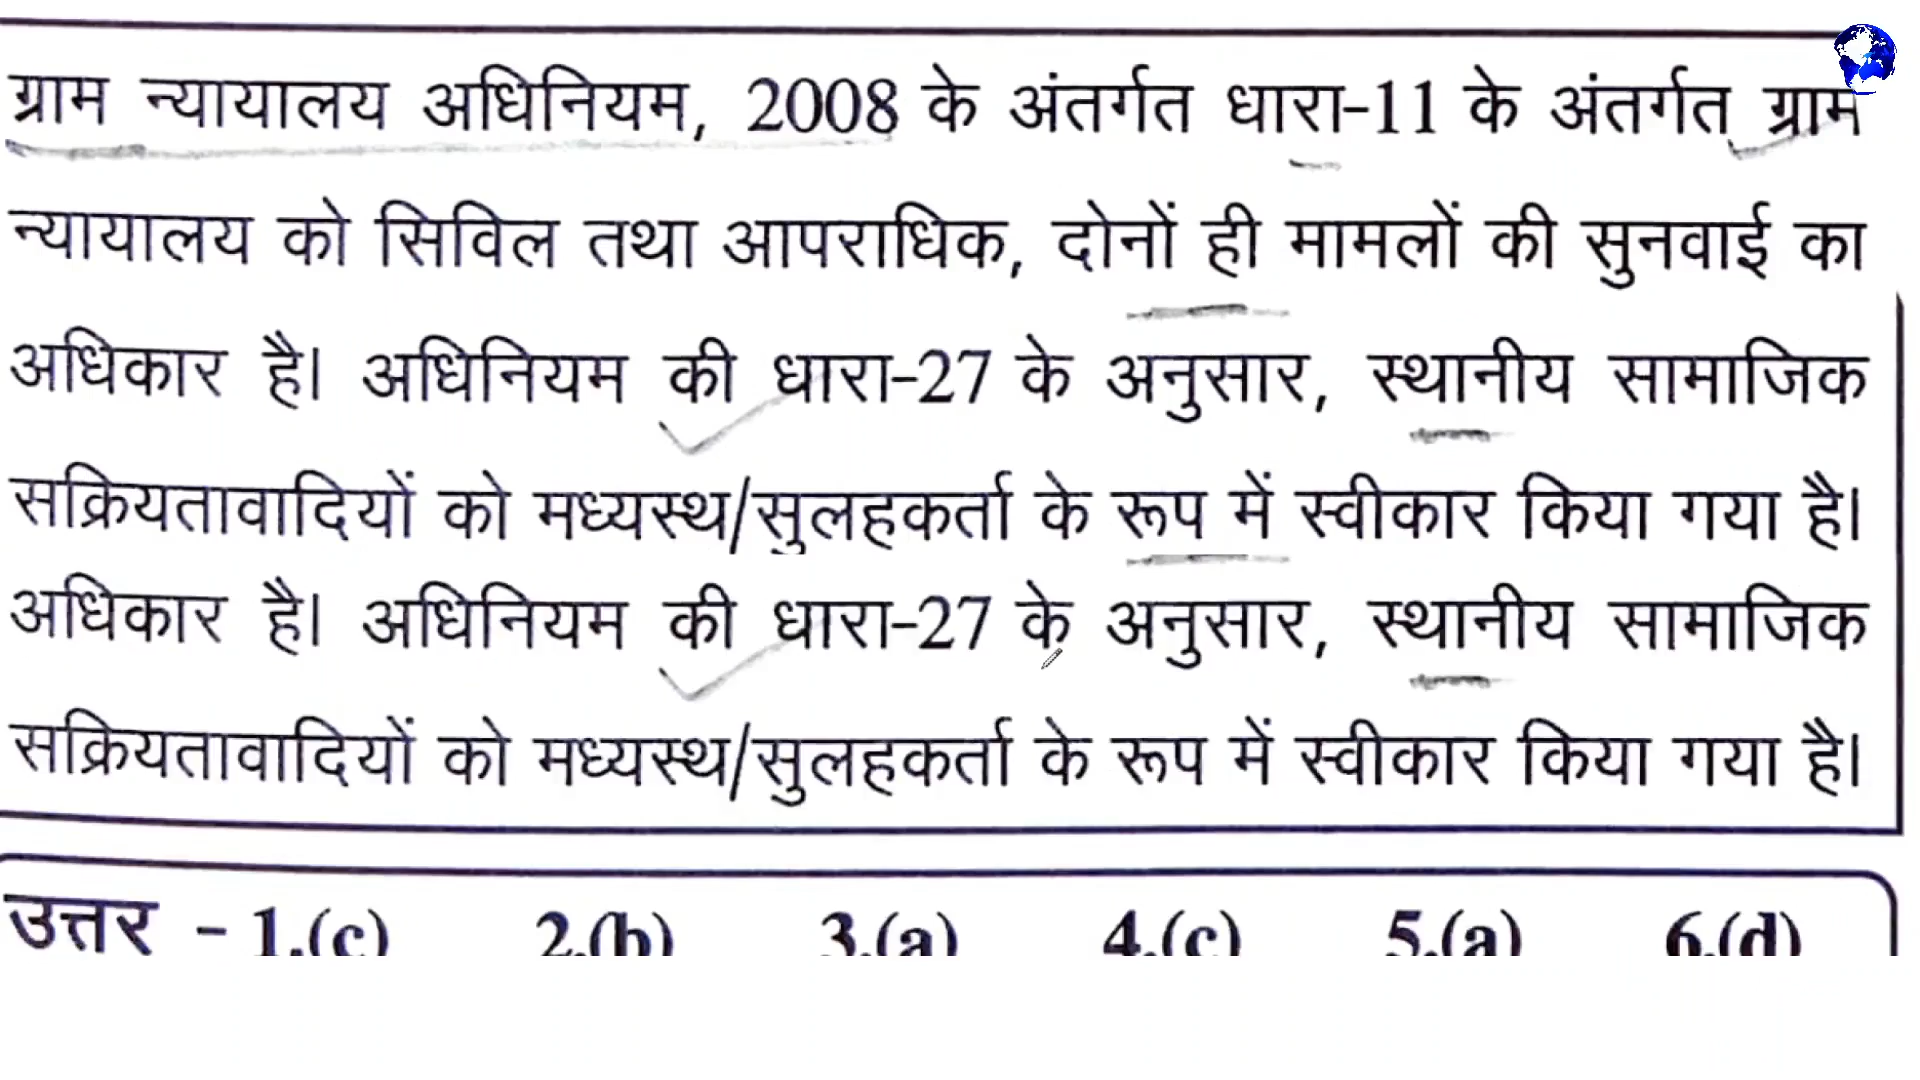 ग्राम न्यायालय अधिनियम, 2008 के अंतर्गत धारा-11 के अंतर्गत ग्राम
न्यायालय को सिविल तथा आपराधिक, दोनों ही मामलों की सुनवाई का
अधिकार है। अधिनियम की धारा-27 के अनुसार, स्थानीय सामाजिक
सक्रियतावादियों को मध्यस्थ/सुलहकर्ता के रूप में स्वीकार किया गया है।
अधिकार है। अधिनियम की धारा-27 के अनुसार, स्थानीय सामाजिक
सक्रियतावादियों को मध्यस्थ/सुलहकर्ता के रूप में स्वीकार किया गया है।
उत्तर - 1.(c) 2.(b) 3.(a) 4.(c) 5.(a) 6.(d)